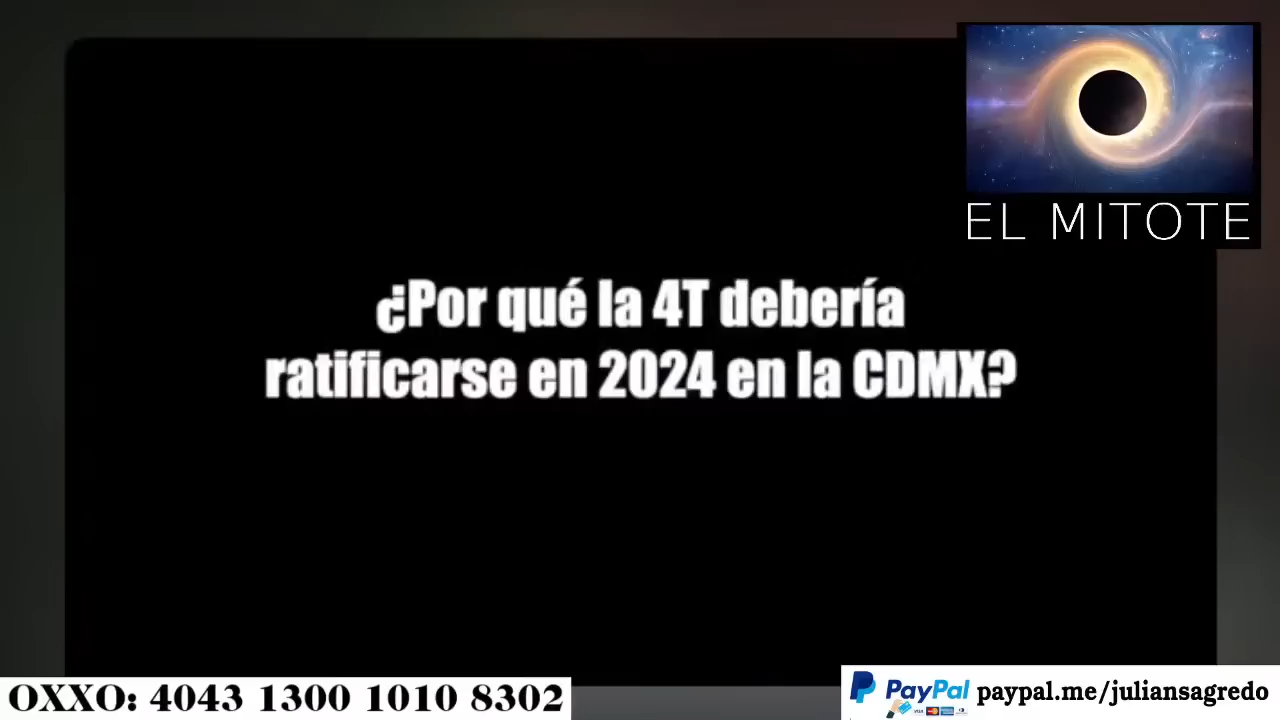 EL MITOTE
¿Por qué la 4T debería
ratificarse en 2024 en la CDMX?
OXXO: 4043 1300 1010 8302
PayPal paypal.me/juliansagredo